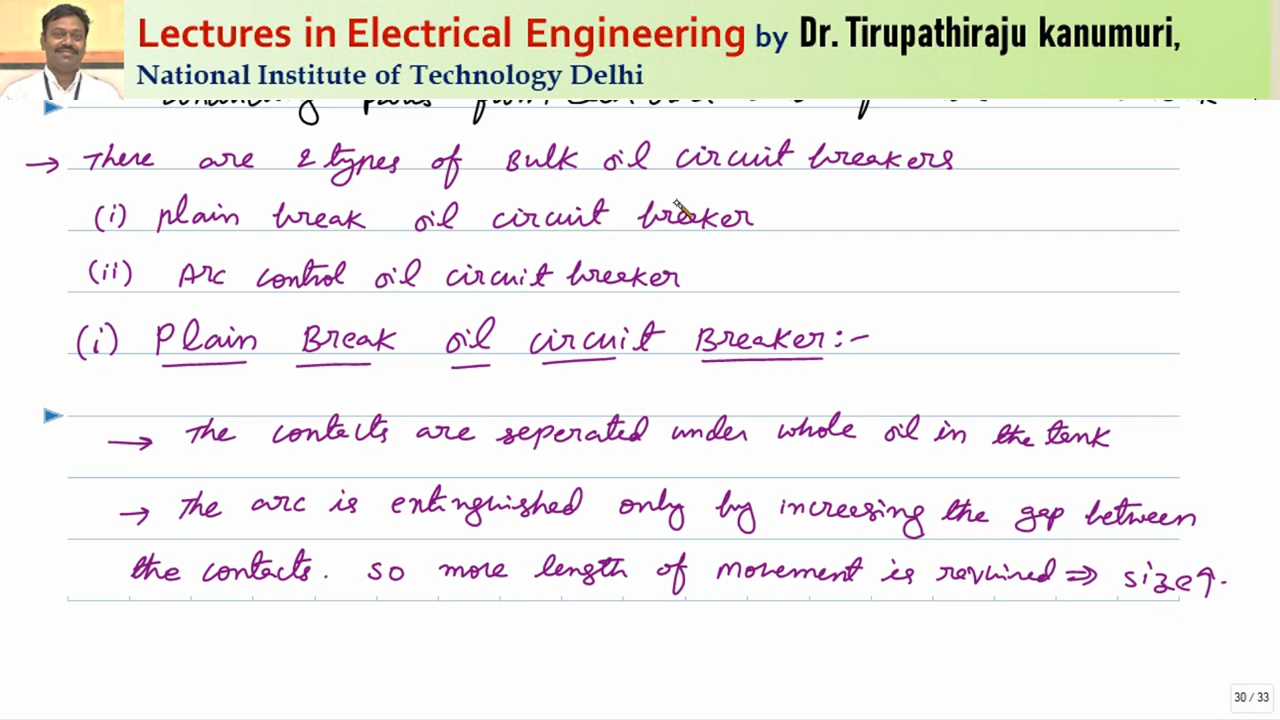 Lectures in Electrical Engineering by Dr. Tirupathiraju kanumuri,
National Institute of Technology Delhi
→ There are 2 types of Bulk oil circuit breakers
(i) plain break oil circuit breaker
(ii) Arc control oil circuit breaker
(i) Plain Break oil circuit Breaker:-
→ The contacts are seperated under whole oil in the tank
→ The arc is extinguished only by increesing the gap between
the contacts. so more length of movement is required ⇒ size↑.
30 / 33